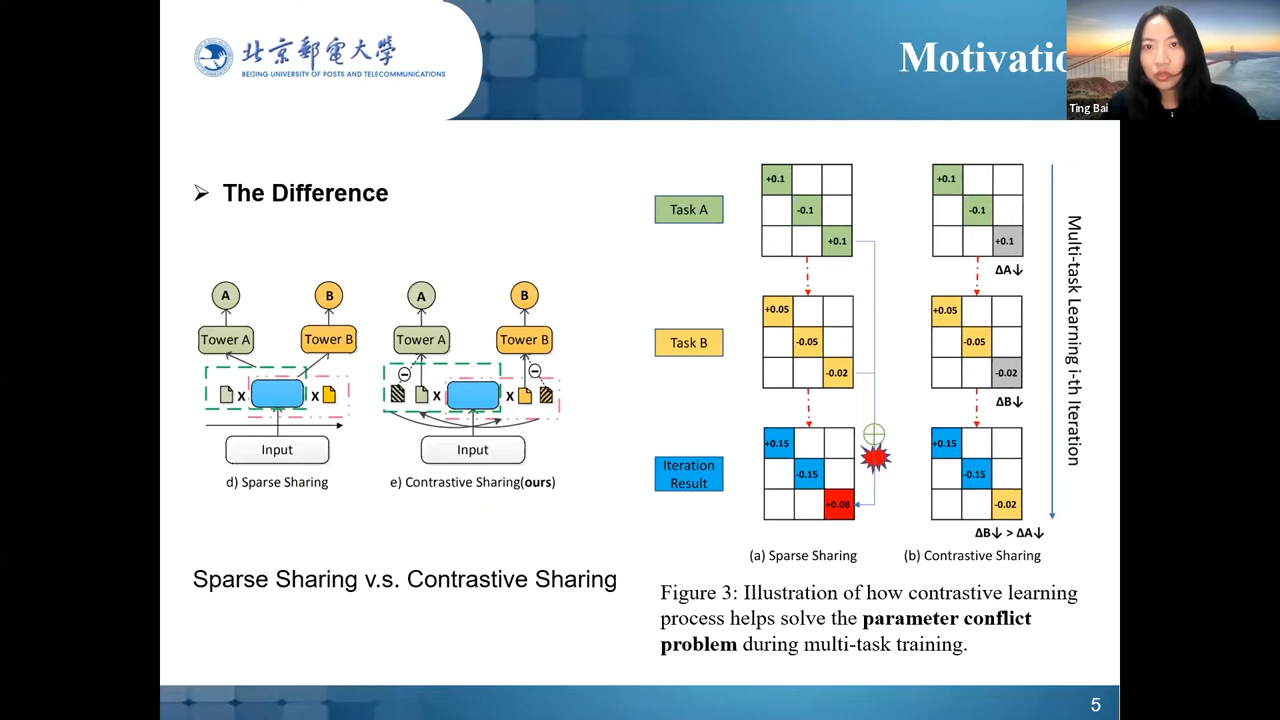 北京郵電大學
BEIJING UNIVERSITY OF POSTS AND TELECOMMUNICATIONS
Motivatio
Ting Bai
➢ The Difference
A
B
A
B
Tower A
Tower B
Tower A
Tower B
X
X
X
X
Input
Input
d) Sparse Sharing
e) Contrastive Sharing(ours)
Sparse Sharing v.s. Contrastive Sharing
Task A
+0.1
-0.1
+0.1
+0.1
-0.1
+0.1
ΔA↓
Task B
+0.05
-0.05
-0.02
+0.05
-0.05
-0.02
ΔB↓
Iteration
Result
+0.15
-0.15
+0.08
+0.15
-0.15
-0.02
ΔB↓ > ΔA↓
Multi-task Learning i-th Iteration
(a) Sparse Sharing
(b) Contrastive Sharing
Figure 3: Illustration of how contrastive learning
process helps solve the parameter conflict
problem during multi-task training.
5